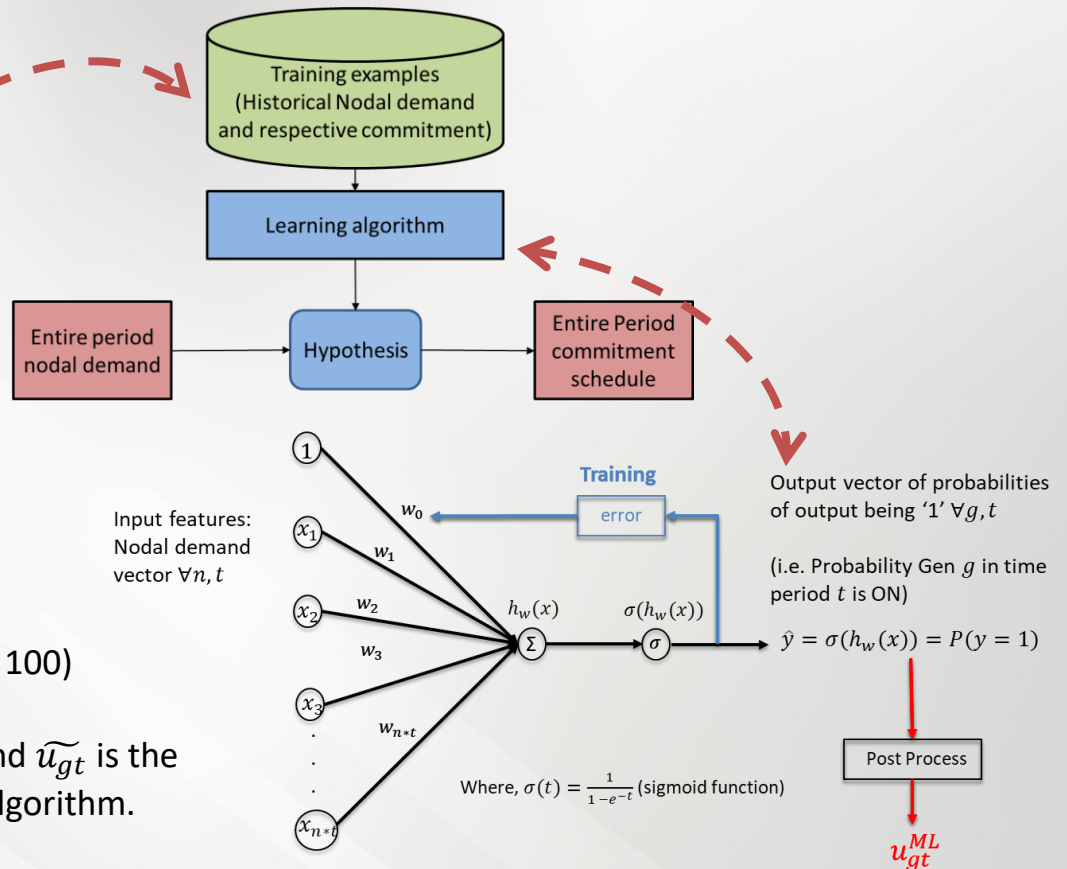 Training examples
(Historical Nodal demand
and respective commitment)
Learning algorithm
Entire period
nodal demand
Hypothesis
Entire Period
commitment
schedule
Input features:
Nodal demand
vector ∀n, t
1
x₁
x₂
x₃
.
.
.
xₙ*ₜ
w₀
w₁
w₂
w₃
wₙ*ₜ
Training
error
h_w(x)
Σ
σ(h_w(x))
σ
Output vector of probabilities
of output being ‘1’ ∀g, t
(i.e. Probability Gen g in time
period t is ON)
ŷ = σ(h_w(x)) = P(y = 1)
Where, σ(t) = 1/(1−e^−t) (sigmoid function)
Post Process
u_gt^ML
100)
nd ũ_gt is the
lgorithm.